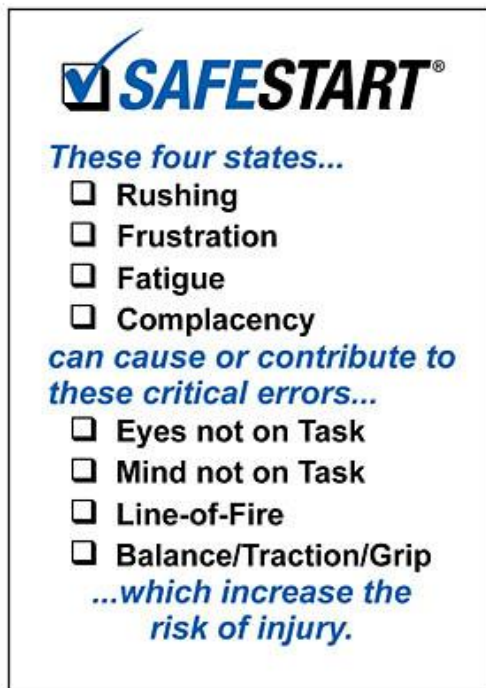 SAFESTART®
These four states...
Rushing
Frustration
Fatigue
Complacency
can cause or contribute to
these critical errors...
Eyes not on Task
Mind not on Task
Line-of-Fire
Balance/Traction/Grip
...which increase the
risk of injury.